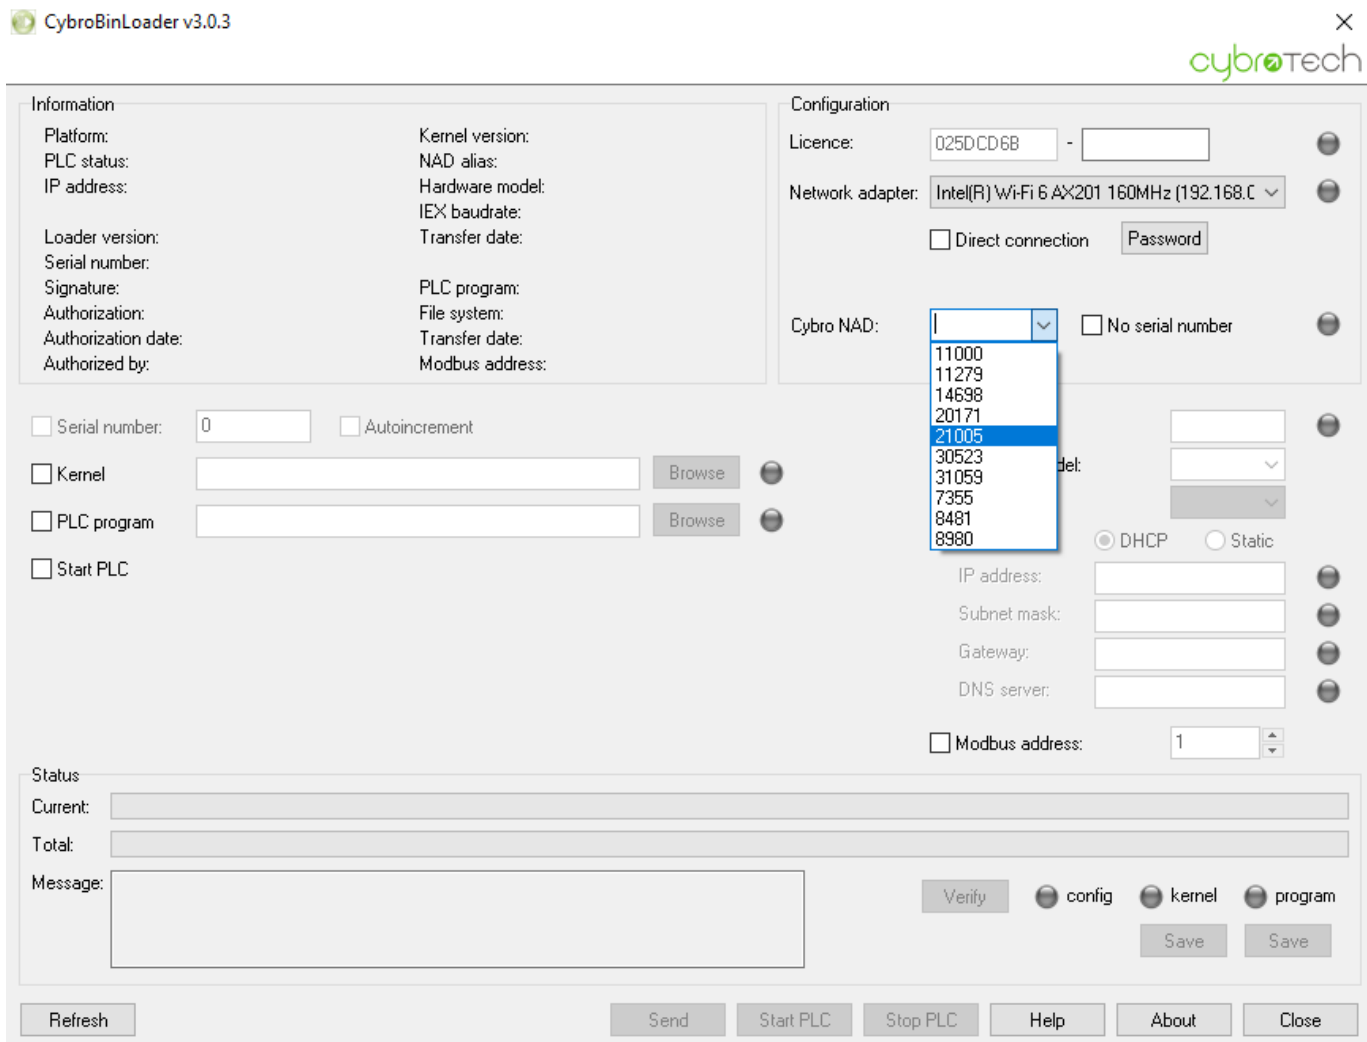 CybroBinLoader v3.0.3
cybrotech
Information
Platform:
Kernel version:
PLC status:
NAD alias:
IP address:
Hardware model:
IEX baudrate:
Loader version:
Transfer date:
Serial number:
Signature:
PLC program:
Authorization:
File system:
Authorization date:
Transfer date:
Authorized by:
Modbus address:
Configuration
Licence:
025DCD6B
-
Network adapter:
Intel(R) Wi-Fi 6 AX201 160MHz (192.168.0
Direct connection
Password
Cybro NAD:
No serial number
11000
11279
14698
20171
21005
30523
31059
7355
8481
8980
Serial number:
0
Autoincrement
Kernel
Browse
PLC program
Browse
Start PLC
DHCP
Static
IP address:
Subnet mask:
Gateway:
DNS server:
Modbus address:
1
Status
Current:
Total:
Message:
Verify
config
kernel
program
Save
Save
Refresh
Send
Start PLC
Stop PLC
Help
About
Close